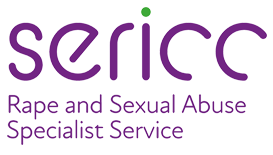 sericc
Rape and Sexual Abuse
Specialist Service